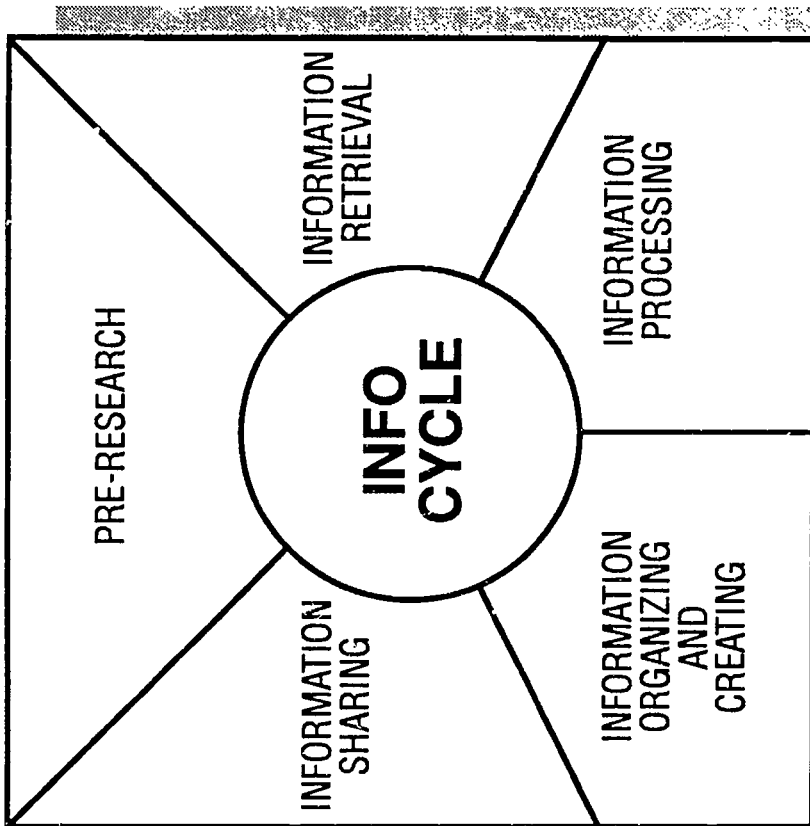 PRE-RESEARCH
INFORMATION
RETRIEVAL
INFORMATION
PROCESSING
INFORMATION
ORGANIZING
AND
CREATING
INFORMATION
SHARING
INFO
CYCLE